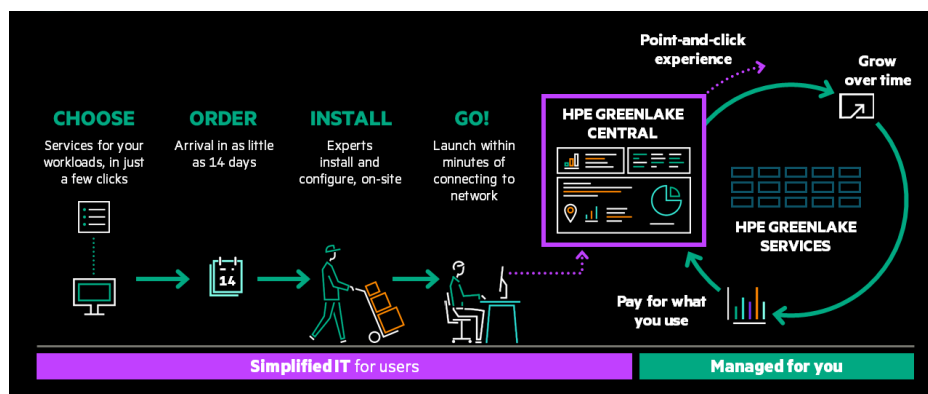 Point-and-click
experience
Grow
over time
CHOOSE
Services for your
workloads, in just
a few clicks
ORDER
Arrival in as little
as 14 days
INSTALL
Experts
install and
configure, on-site
GO!
Launch within
minutes of
connecting to
network
HPE GREENLAKE
CENTRAL
HPE GREENLAKE
SERVICES
14
Pay for what
you use
Simplified IT for users
Managed for you